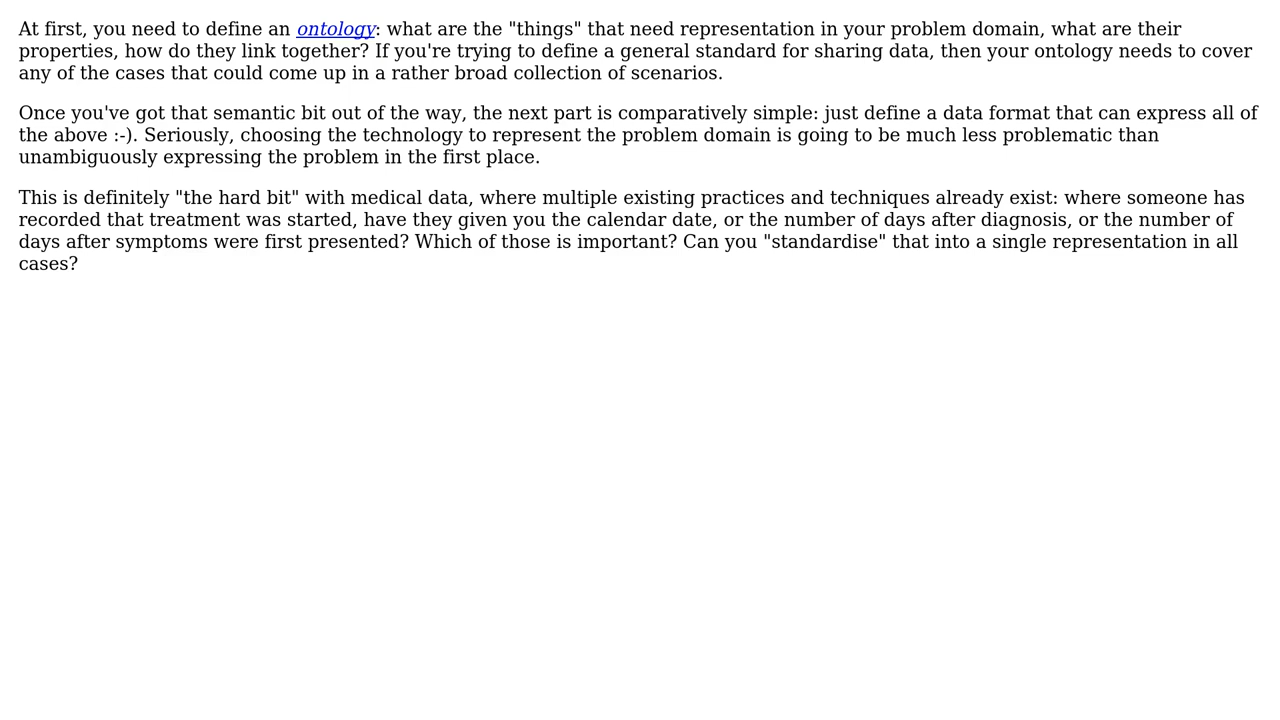 At first, you need to define an ontology: what are the "things" that need representation in your problem domain, what are their
properties, how do they link together? If you're trying to define a general standard for sharing data, then your ontology needs to cover
any of the cases that could come up in a rather broad collection of scenarios.
Once you've got that semantic bit out of the way, the next part is comparatively simple: just define a data format that can express all of
the above :-). Seriously, choosing the technology to represent the problem domain is going to be much less problematic than
unambiguously expressing the problem in the first place.
This is definitely "the hard bit" with medical data, where multiple existing practices and techniques already exist: where someone has
recorded that treatment was started, have they given you the calendar date, or the number of days after diagnosis, or the number of
days after symptoms were first presented? Which of those is important? Can you "standardise" that into a single representation in all
cases?